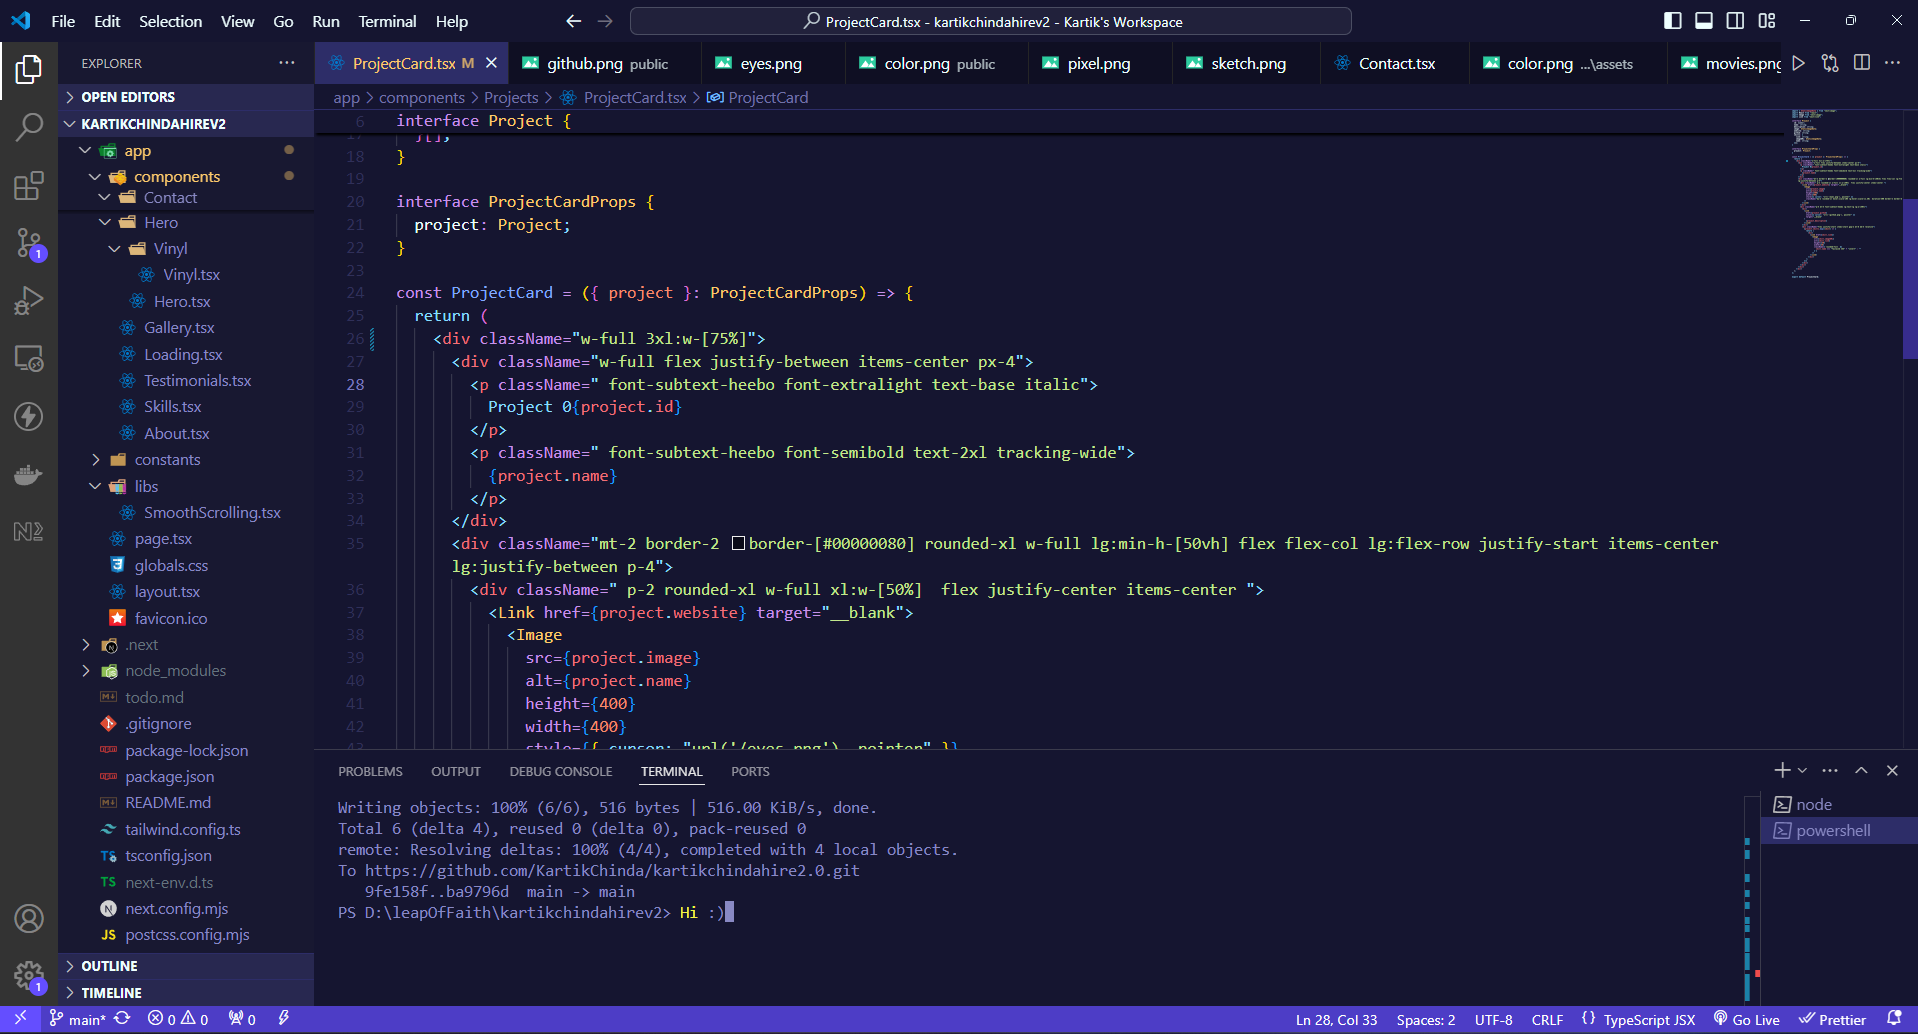 File Edit Selection View Go Run Terminal Help
ProjectCard.tsx - kartikchindahirev2 - Kartik's Workspace
EXPLORER
OPEN EDITORS
KARTIKCHINDAHIREV2
app
components
Contact
Hero
Vinyl
Vinyl.tsx
Hero.tsx
Gallery.tsx
Loading.tsx
Testimonials.tsx
Skills.tsx
About.tsx
constants
libs
SmoothScrolling.tsx
page.tsx
globals.css
layout.tsx
favicon.ico
.next
node_modules
todo.md
.gitignore
package-lock.json
package.json
README.md
tailwind.config.ts
tsconfig.json
next-env.d.ts
next.config.mjs
postcss.config.mjs
OUTLINE
TIMELINE
ProjectCard.tsx M github.png public eyes.png color.png public pixel.png sketch.png Contact.tsx color.png ...\assets movies.png
app > components > Projects > ProjectCard.tsx > ProjectCard
6 interface Project {
17 }[];
18 }
19
20 interface ProjectCardProps {
21 project: Project;
22 }
23
24 const ProjectCard = ({ project }: ProjectCardProps) => {
25 return (
26 <div className="w-full 3xl:w-[75%]">
27 <div className="w-full flex justify-between items-center px-4">
28 <p className=" font-subtext-heebo font-extralight text-base italic">
29 Project 0{project.id}
30 </p>
31 <p className=" font-subtext-heebo font-semibold text-2xl tracking-wide">
32 {project.name}
33 </p>
34 </div>
35 <div className="mt-2 border-2 border-[#00000080] rounded-xl w-full lg:min-h-[50vh] flex flex-col lg:flex-row justify-start items-center
lg:justify-between p-4">
36 <div className=" p-2 rounded-xl w-full xl:w-[50%]  flex justify-center items-center ">
37 <Link href={project.website} target="__blank">
38 <Image
39 src={project.image}
40 alt={project.name}
41 height={400}
42 width={400}
43 style={{ cursor: "url('/eyes.png'), pointer" }}
PROBLEMS OUTPUT DEBUG CONSOLE TERMINAL PORTS
Writing objects: 100% (6/6), 516 bytes | 516.00 KiB/s, done.
Total 6 (delta 4), reused 0 (delta 0), pack-reused 0
remote: Resolving deltas: 100% (4/4), completed with 4 local objects.
To https://github.com/KartikChinda/kartikchindahire2.0.git
9fe158f..ba9796d  main -> main
PS D:\leapOfFaith\kartikchindahirev2> Hi :)
node
powershell
1
N2
1
main* 0 0 0 Ln 28, Col 33 Spaces: 2 UTF-8 CRLF {} TypeScript JSX Go Live Prettier